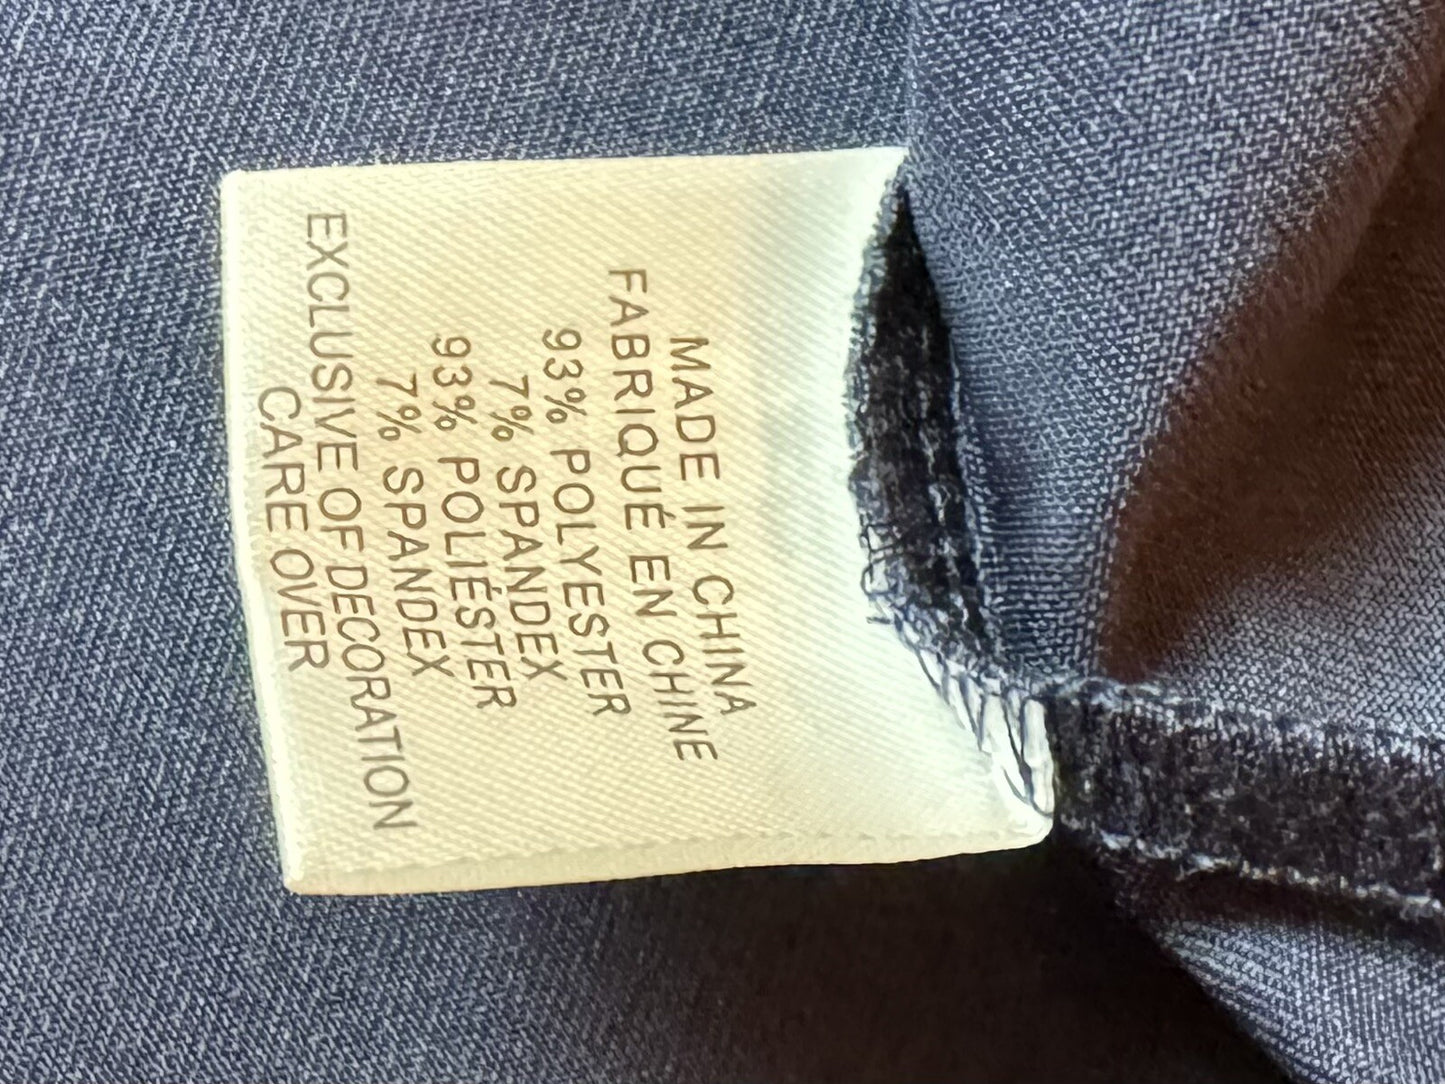 MADE IN CHINA
FABRIQUÉ EN CHINE
93% POLYESTER
7% SPANDEX
93% POLIÉSTER
7% SPANDEX
EXCLUSIVE OF DECORATION
CARE OVER